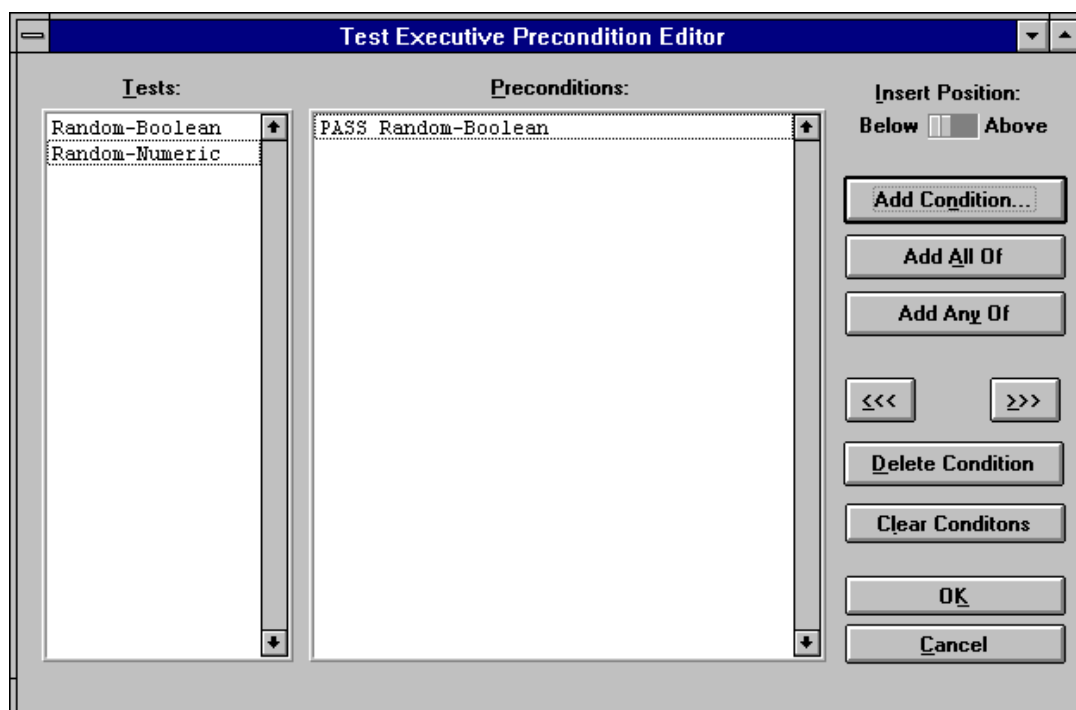 Test Executive Precondition Editor
Tests:
Preconditions:
Insert Position:
Random-Boolean
Random-Numeric
PASS Random-Boolean
Below Above
Add Condition...
Add All Of
Add Any Of
<<< >>>
Delete Condition
Clear Conditons
OK
Cancel